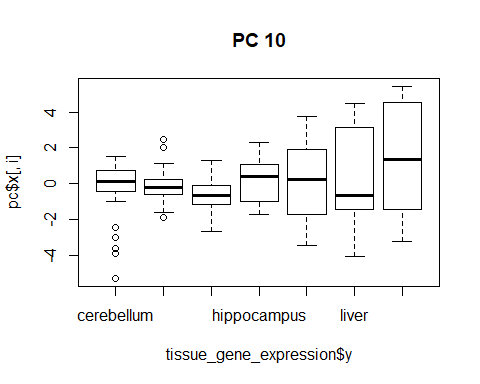 PC 10
pc$x[, i]
4
2
0
-2
-4
cerebellum hippocampus liver
tissue_gene_expression$y